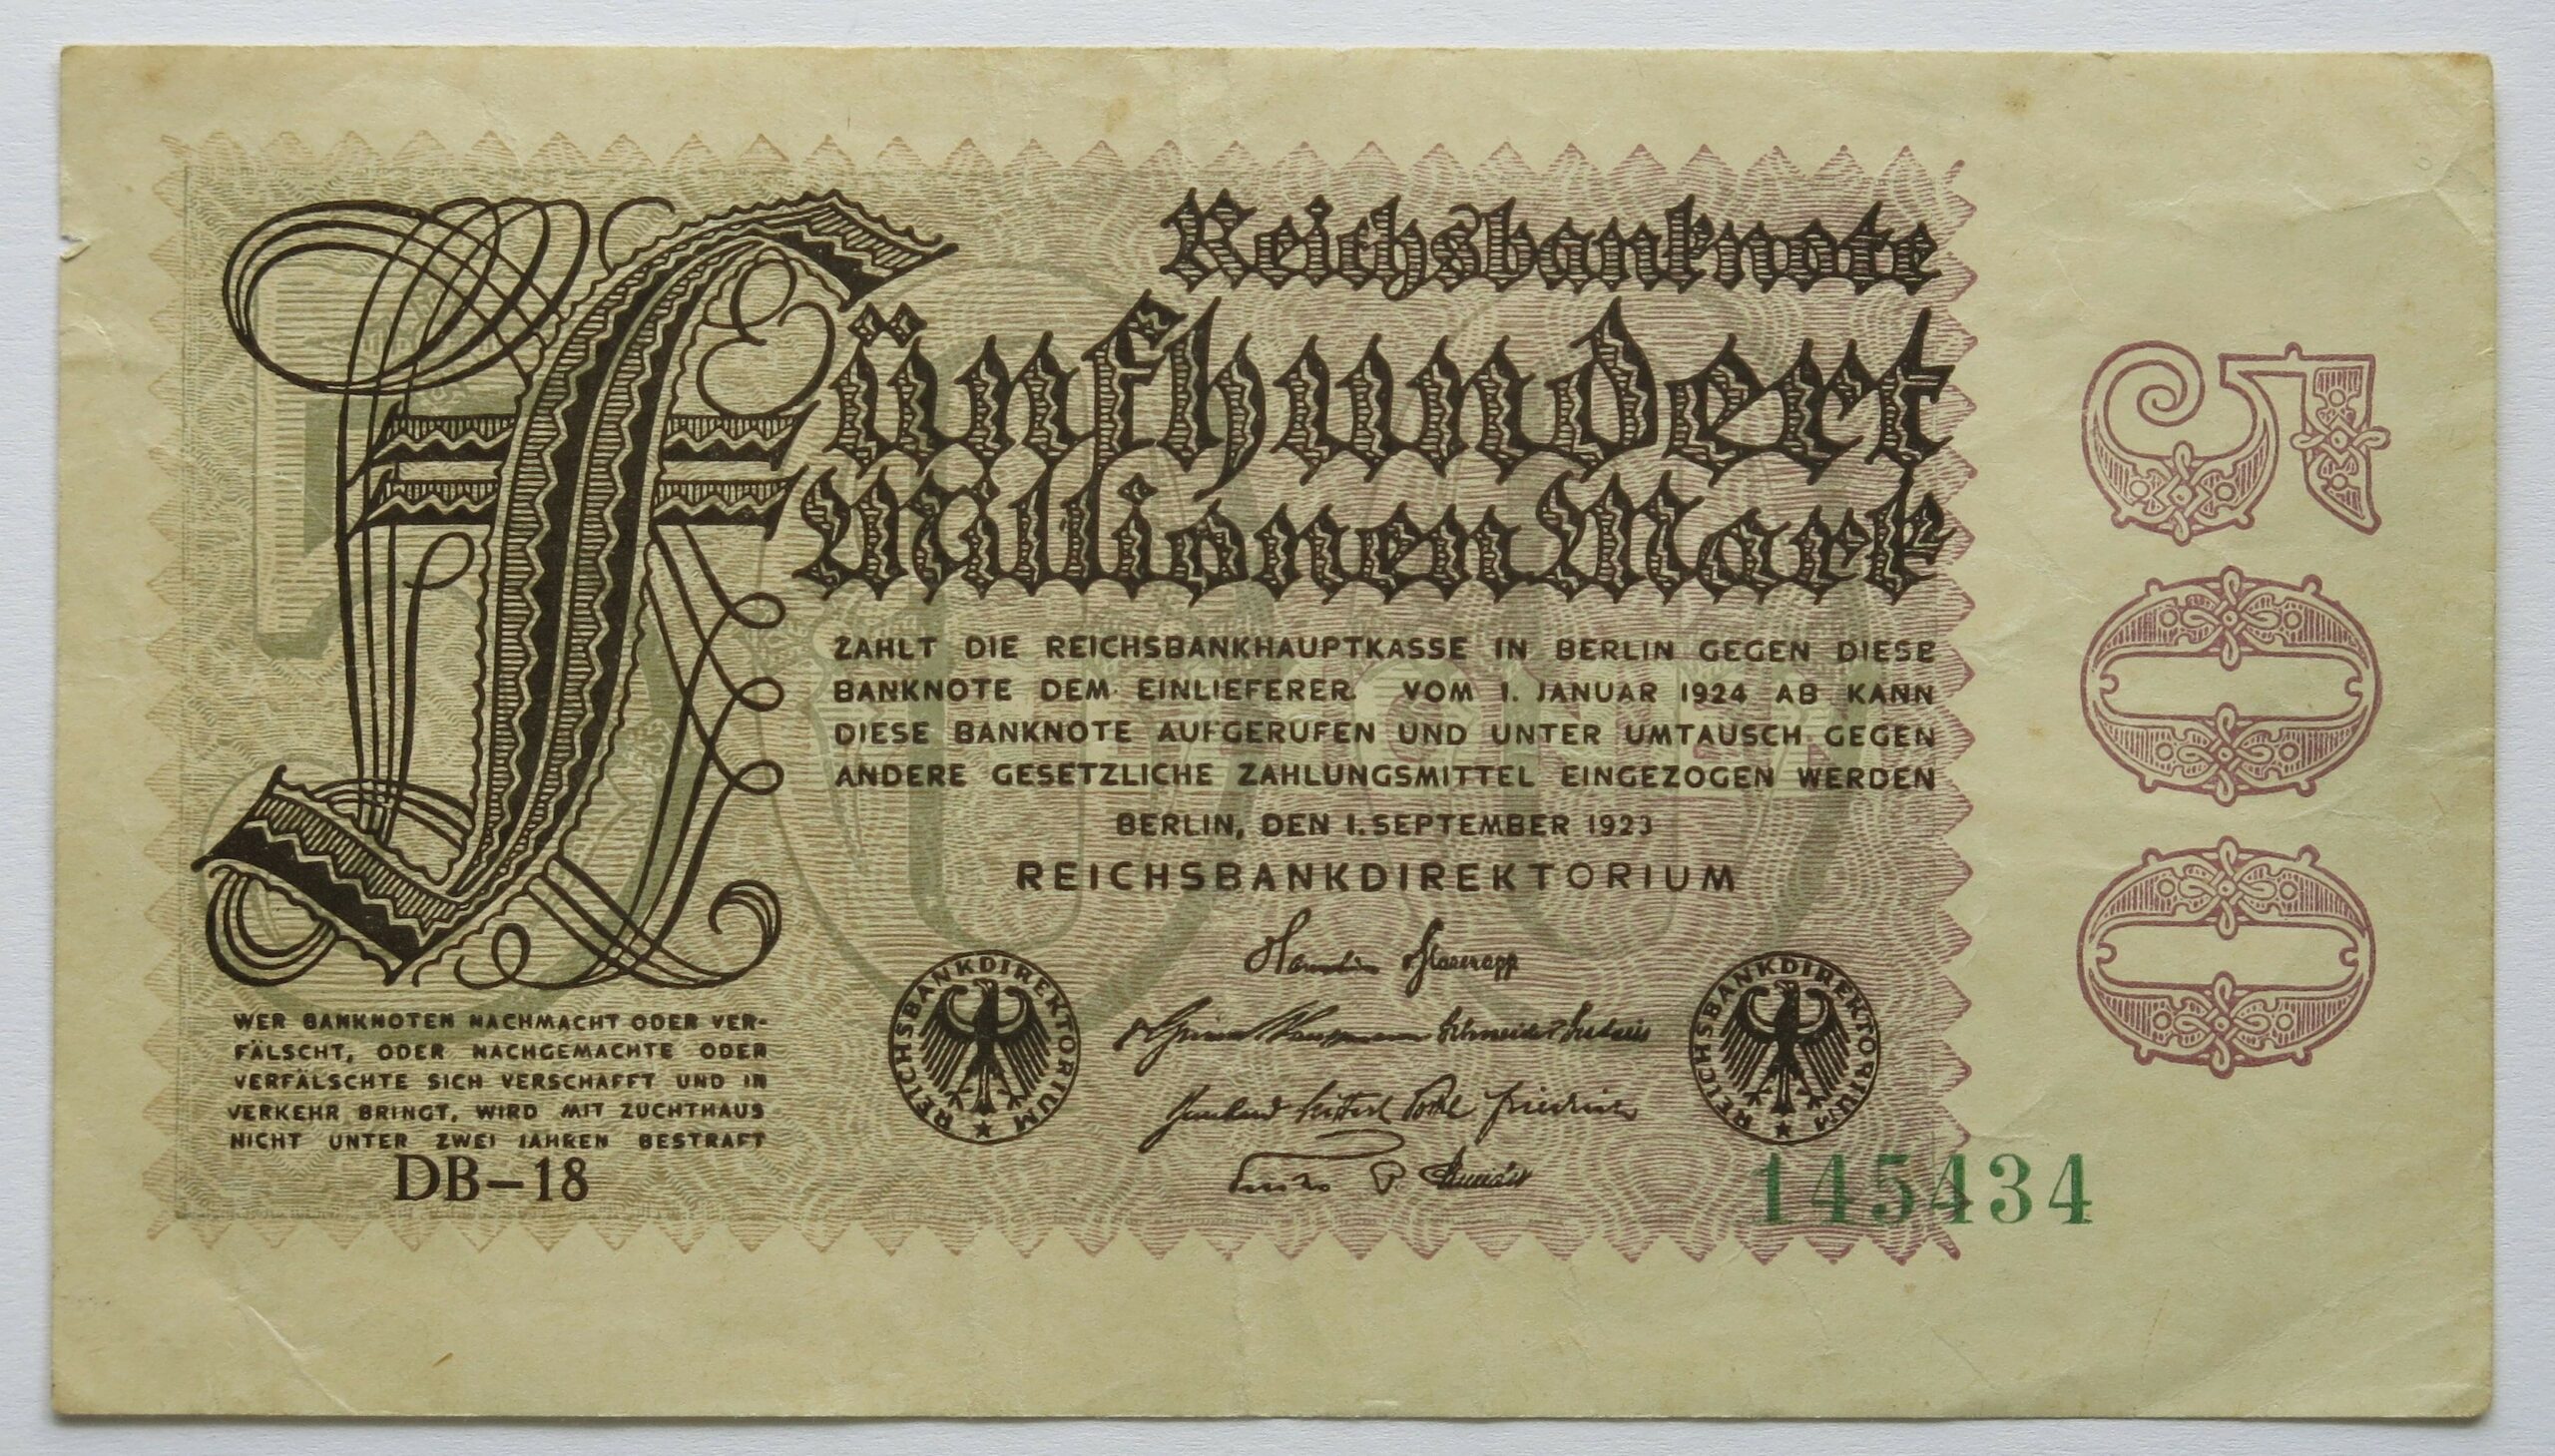 Reichsbanknote
Fünfhundert
Millionen Mark
ZAHLT DIE REICHSBANKHAUPTKASSE IN BERLIN GEGEN DIESE
BANKNOTE DEM EINLIEFERER. VOM 1. JANUAR 1924 AB KANN
DIESE BANKNOTE AUFGERUFEN UND UNTER UMTAUSCH GEGEN
ANDERE GESETZLICHE ZAHLUNGSMITTEL EINGEZOGEN WERDEN
BERLIN, DEN 1. SEPTEMBER 1923
REICHSBANKDIREKTORIUM
REICHSBANKDIREKTORIUM
REICHSBANKDIREKTORIUM
WER BANKNOTEN NACHMACHT ODER VER-
FÄLSCHT, ODER NACHGEMACHTE ODER
VERFÄLSCHTE SICH VERSCHAFFT UND IN
VERKEHR BRINGT, WIRD MIT ZUCHTHAUS
NICHT UNTER ZWEI JAHREN BESTRAFT
DB–18
145434
500
500